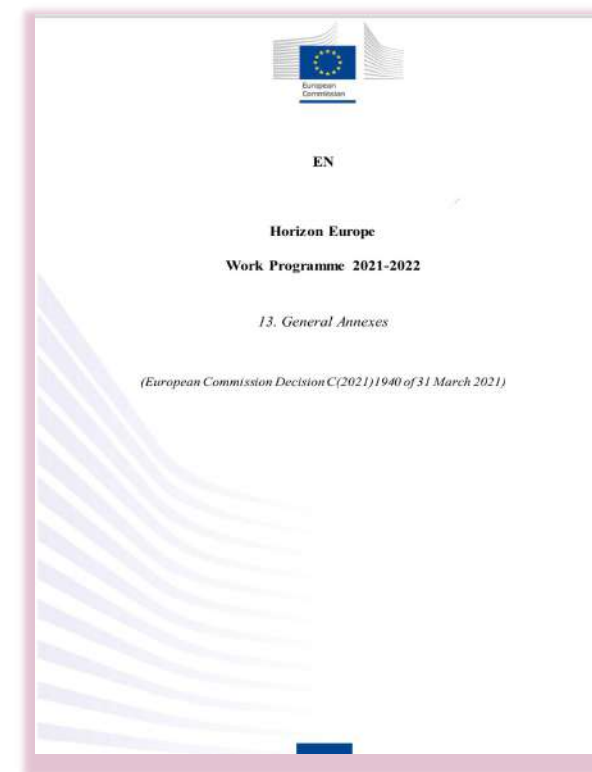 European
Commission
EN
Horizon Europe
Work Programme 2021-2022
13. General Annexes
(European Commission Decision C(2021)1940 of 31 March 2021)